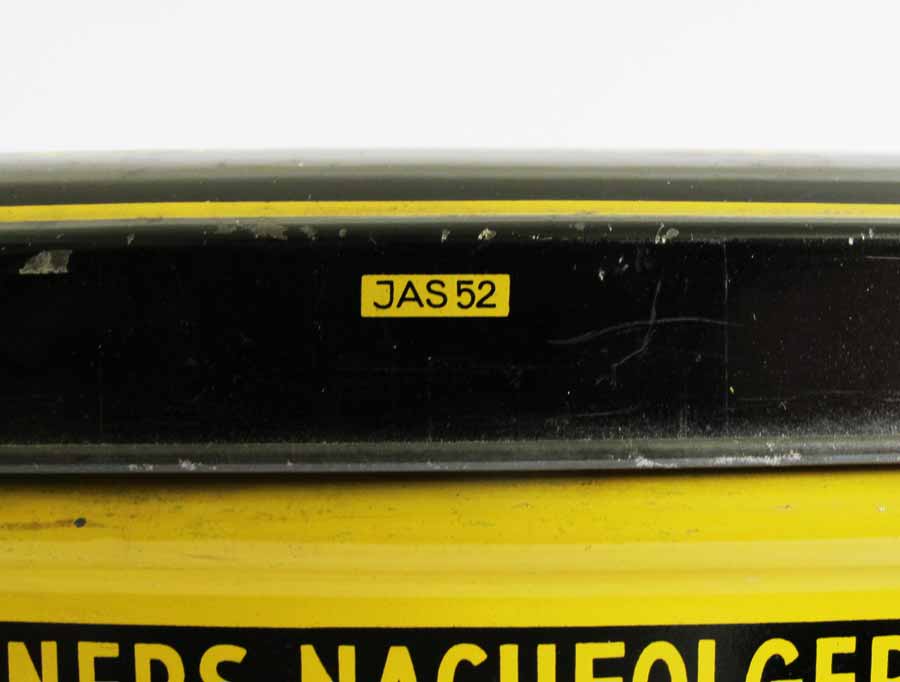 JAS 52
NERS NACHFOLGER